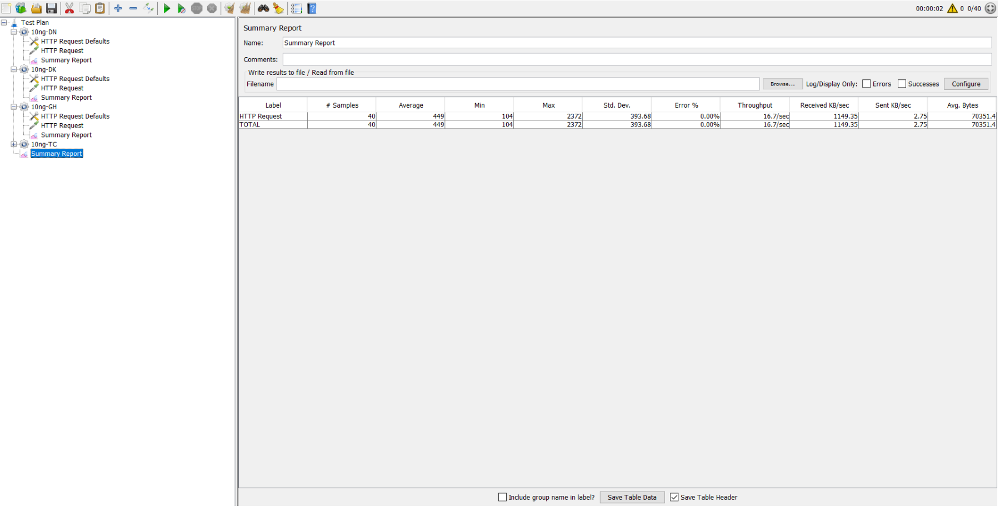 00:00:02 0 0/40
Test Plan
10ng-DN
HTTP Request Defaults
HTTP Request
Summary Report
10ng-DK
HTTP Request Defaults
HTTP Request
Summary Report
10ng-GH
HTTP Request Defaults
HTTP Request
Summary Report
10ng-TC
Summary Report
Summary Report
Name: Summary Report
Comments:
Write results to file / Read from file
Filename Browse... Log/Display Only: Errors Successes Configure
Label # Samples Average Min Max Std. Dev. Error % Throughput Received KB/sec Sent KB/sec Avg. Bytes
HTTP Request 40 449 104 2372 393.68 0.00% 16.7/sec 1149.35 2.75 70351.4
TOTAL 40 449 104 2372 393.68 0.00% 16.7/sec 1149.35 2.75 70351.4
Include group name in label? Save Table Data Save Table Header